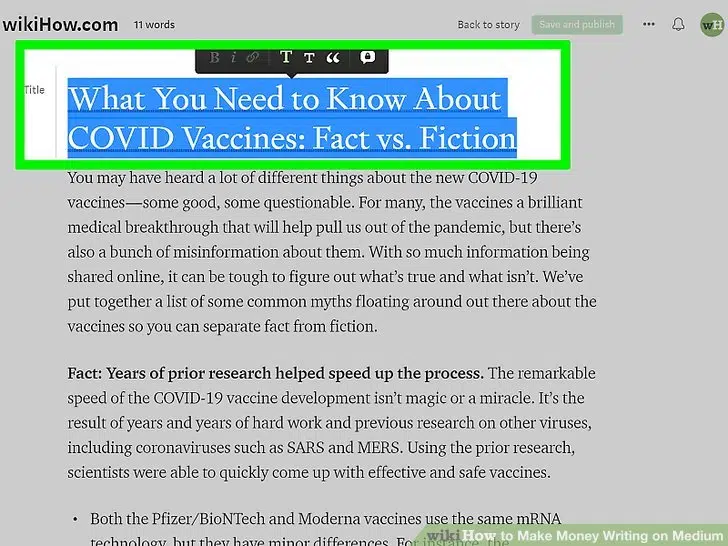 wikiHow.com 11 words Back to story Save and publish ••• wH
B i T T “
Title
What You Need to Know About
COVID Vaccines: Fact vs. Fiction
You may have heard a lot of different things about the new COVID-19
vaccines—some good, some questionable. For many, the vaccines a brilliant
medical breakthrough that will help pull us out of the pandemic, but there’s
also a bunch of misinformation about them. With so much information being
shared online, it can be tough to figure out what’s true and what isn’t. We’ve
put together a list of some common myths floating around out there about the
vaccines so you can separate fact from fiction.
Fact: Years of prior research helped speed up the process. The remarkable
speed of the COVID-19 vaccine development isn’t magic or a miracle. It’s the
result of years and years of hard work and previous research on other viruses,
including coronaviruses such as SARS and MERS. Using the prior research,
scientists were able to quickly come up with effective and safe vaccines.
• Both the Pfizer/BioNTech and Moderna vaccines use the same mRNA
technology, but they have minor differences. For instance, the
wikiHow to Make Money Writing on Medium